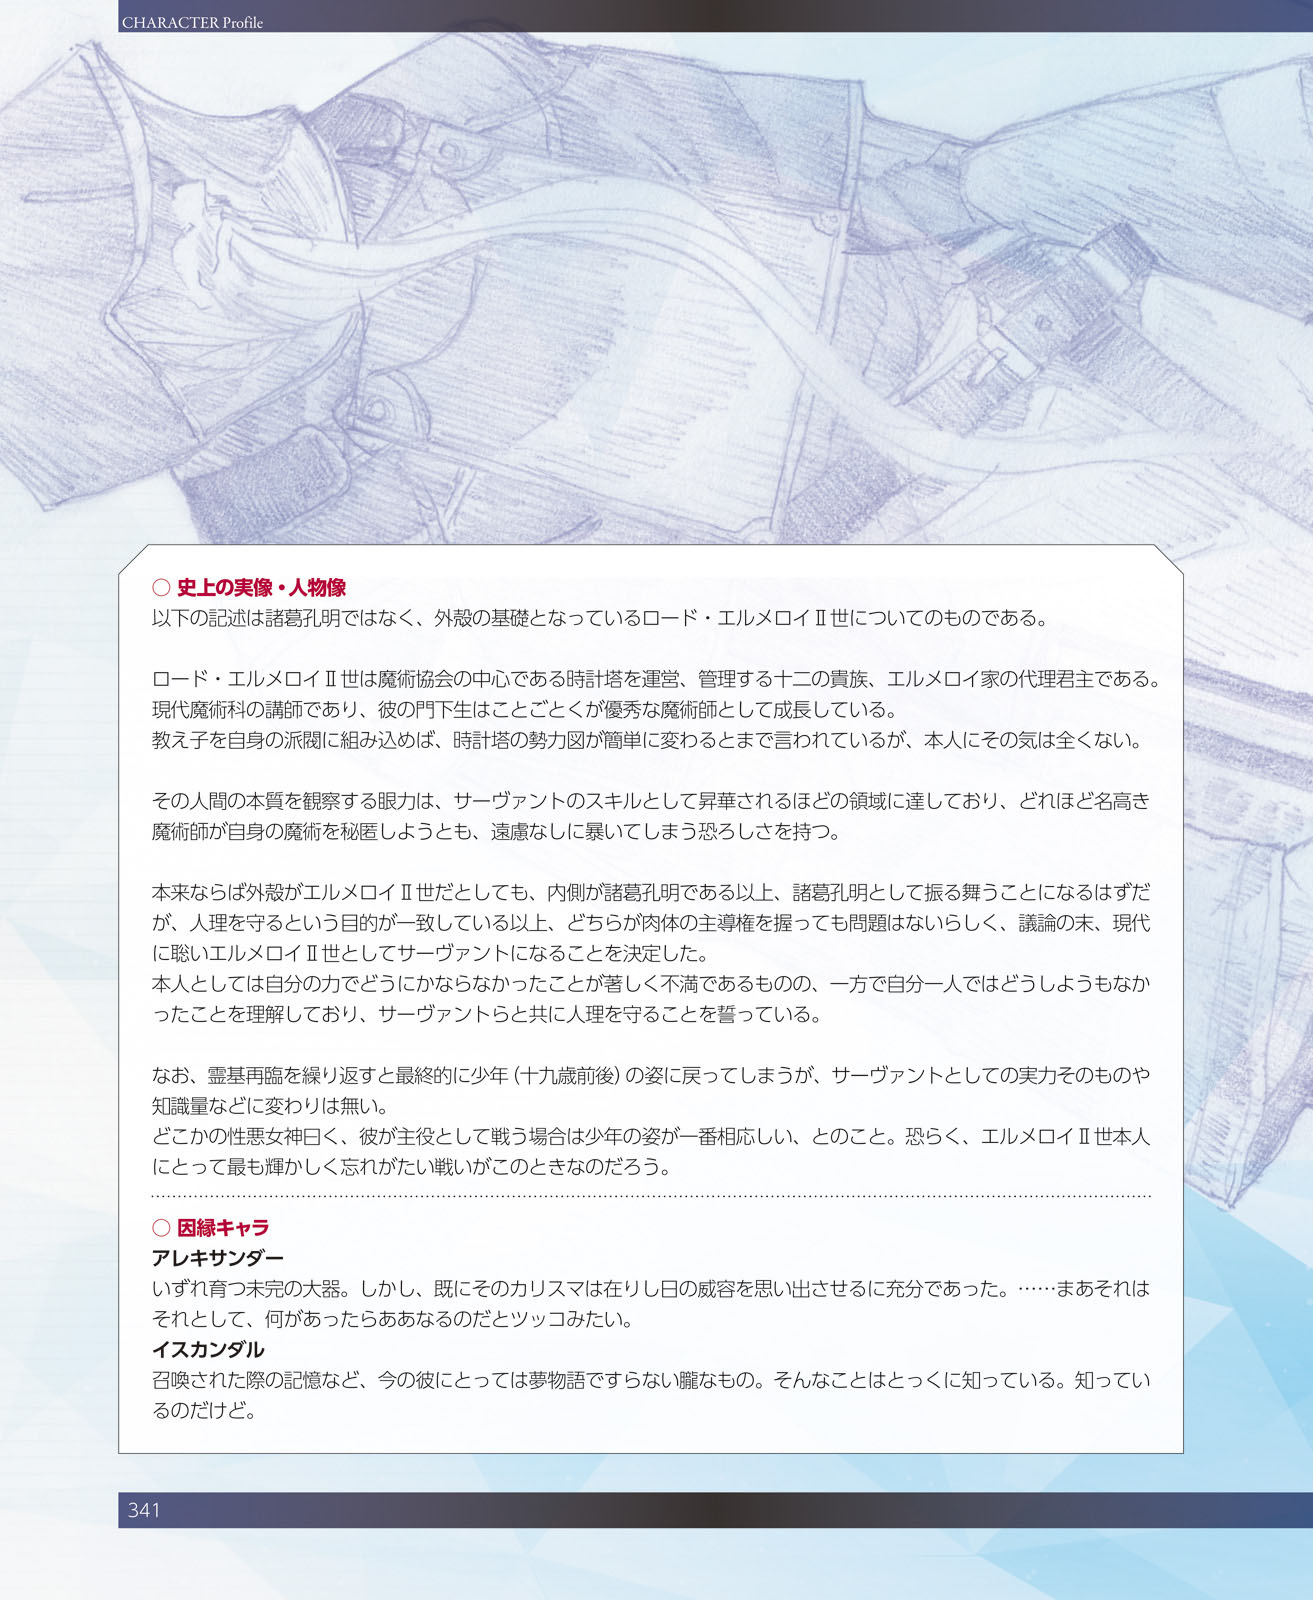 CHARACTER Profile
○ 史上の実像・人物像
以下の記述は諸葛孔明ではなく、外殻の基礎となっているロード・エルメロイⅡ世についてのものである。
ロード・エルメロイⅡ世は魔術協会の中心である時計塔を運営、管理する十二の貴族、エルメロイ家の代理君主である。
現代魔術科の講師であり、彼の門下生はことごとくが優秀な魔術師として成長している。
教え子を自身の派閥に組み込めば、時計塔の勢力図が簡単に変わるとまで言われているが、本人にその気は全くない。
その人間の本質を観察する眼力は、サーヴァントのスキルとして昇華されるほどの領域に達しており、どれほど名高き
魔術師が自身の魔術を秘匿しようとも、遠慮なしに暴いてしまう恐ろしさを持つ。
本来ならば外殻がエルメロイⅡ世だとしても、内側が諸葛孔明である以上、諸葛孔明として振る舞うことになるはずだ
が、人理を守るという目的が一致している以上、どちらが肉体の主導権を握っても問題はないらしく、議論の末、現代
に聡いエルメロイⅡ世としてサーヴァントになることを決定した。
本人としては自分の力でどうにかならなかったことが著しく不満であるものの、一方で自分一人ではどうしようもなか
ったことを理解しており、サーヴァントらと共に人理を守ることを誓っている。
なお、霊基再臨を繰り返すと最終的に少年（十九歳前後）の姿に戻ってしまうが、サーヴァントとしての実力そのものや
知識量などに変わりは無い。
どこかの性悪女神曰く、彼が主役として戦う場合は少年の姿が一番相応しい、とのこと。恐らく、エルメロイⅡ世本人
にとって最も輝かしく忘れがたい戦いがこのときなのだろう。
○ 因縁キャラ
アレキサンダー
いずれ育つ未完の大器。しかし、既にそのカリスマは在りし日の威容を思い出させるに充分であった。……まあそれは
それとして、何があったらああなるのだとツッコみたい。
イスカンダル
召喚された際の記憶など、今の彼にとっては夢物語ですらない朧なもの。そんなことはとっくに知っている。知ってい
るのだけど。
341